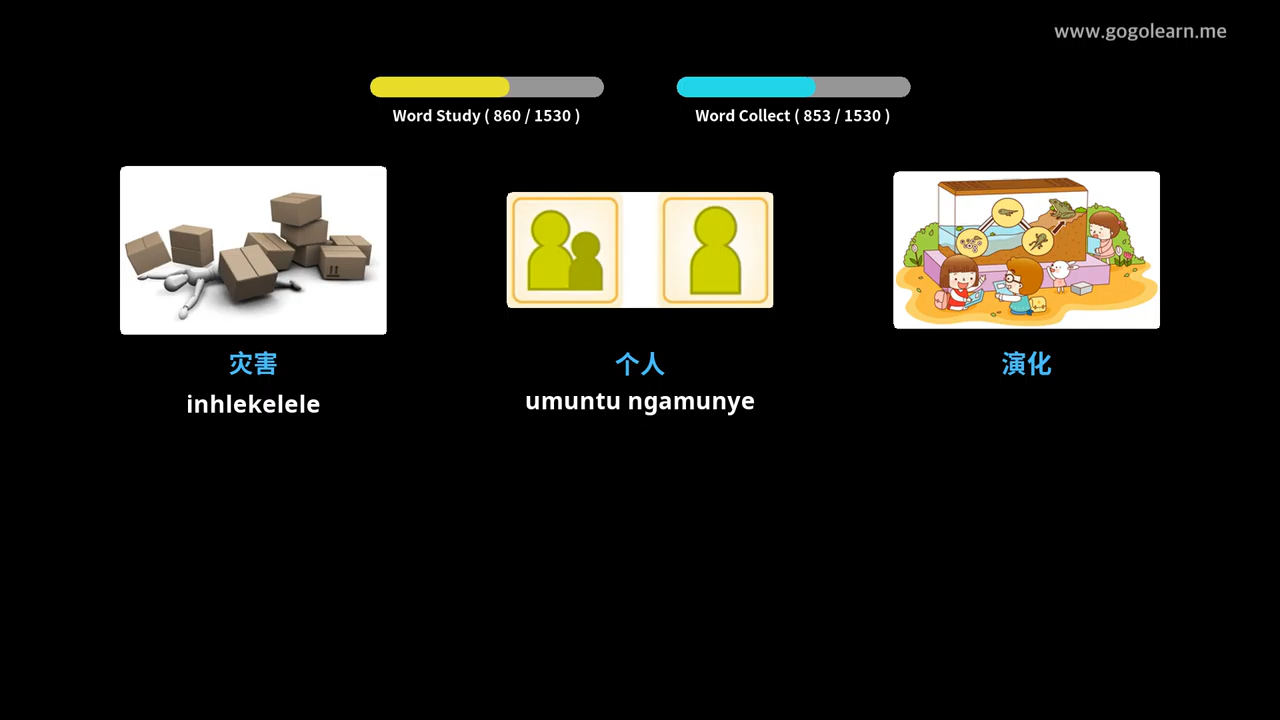 www.gogolearn.me
Word Study ( 860 / 1530 )
Word Collect ( 853 / 1530 )
灾害
个人
演化
inhlekelele
umuntu ngamunye